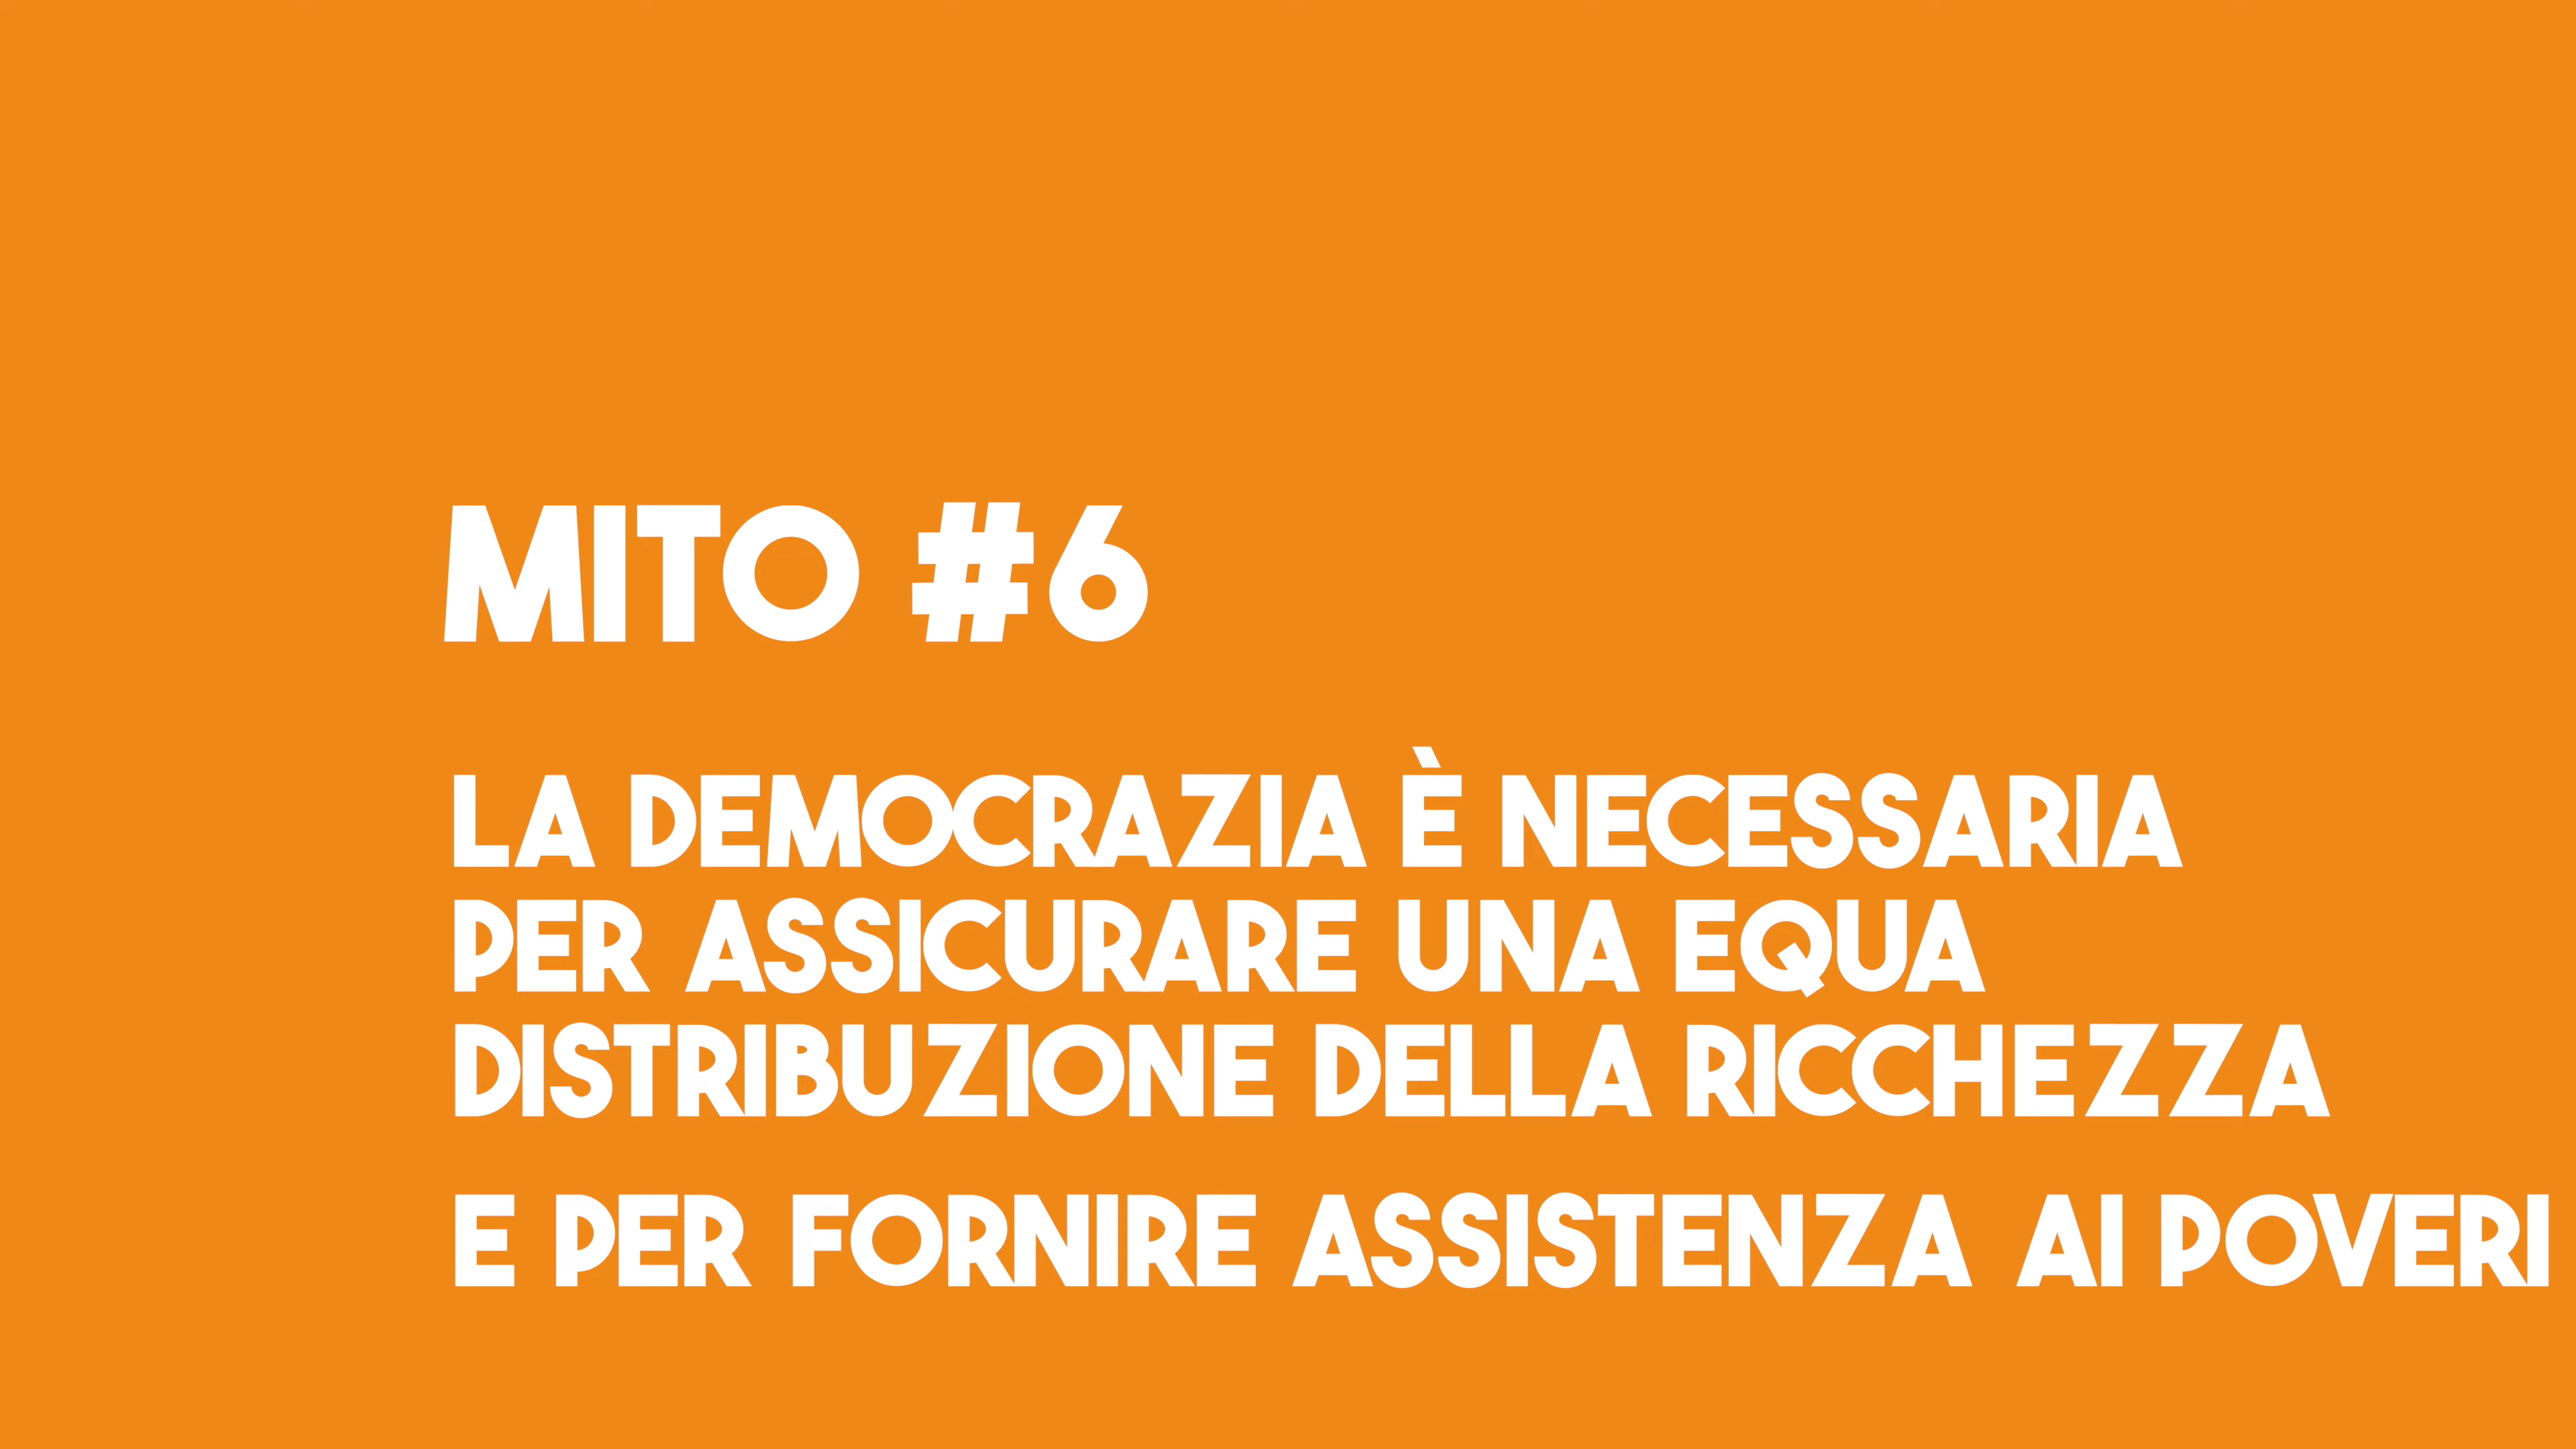 MITO #6
LA DEMOCRAZIA È NECESSARIA
PER ASSICURARE UNA EQUA
DISTRIBUZIONE DELLA RICCHEZZA
E PER FORNIRE ASSISTENZA AI POVERI